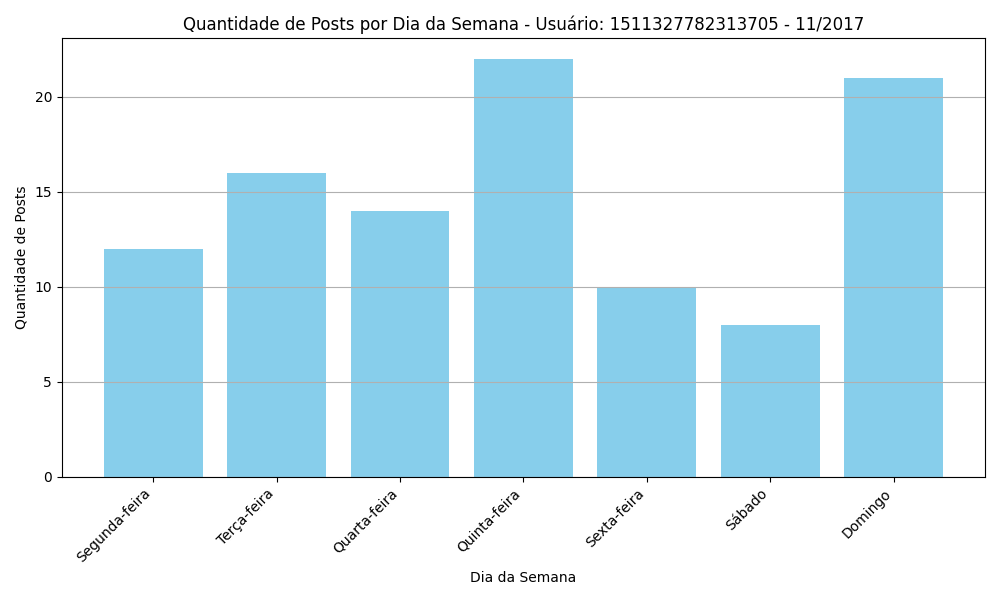 Quantidade de Posts por Dia da Semana - Usuário: 1511327782313705 - 11/2017
Quantidade de Posts
20
15
10
5
0
Segunda-feira
Terça-feira
Quarta-feira
Quinta-feira
Sexta-feira
Sábado
Domingo
Dia da Semana